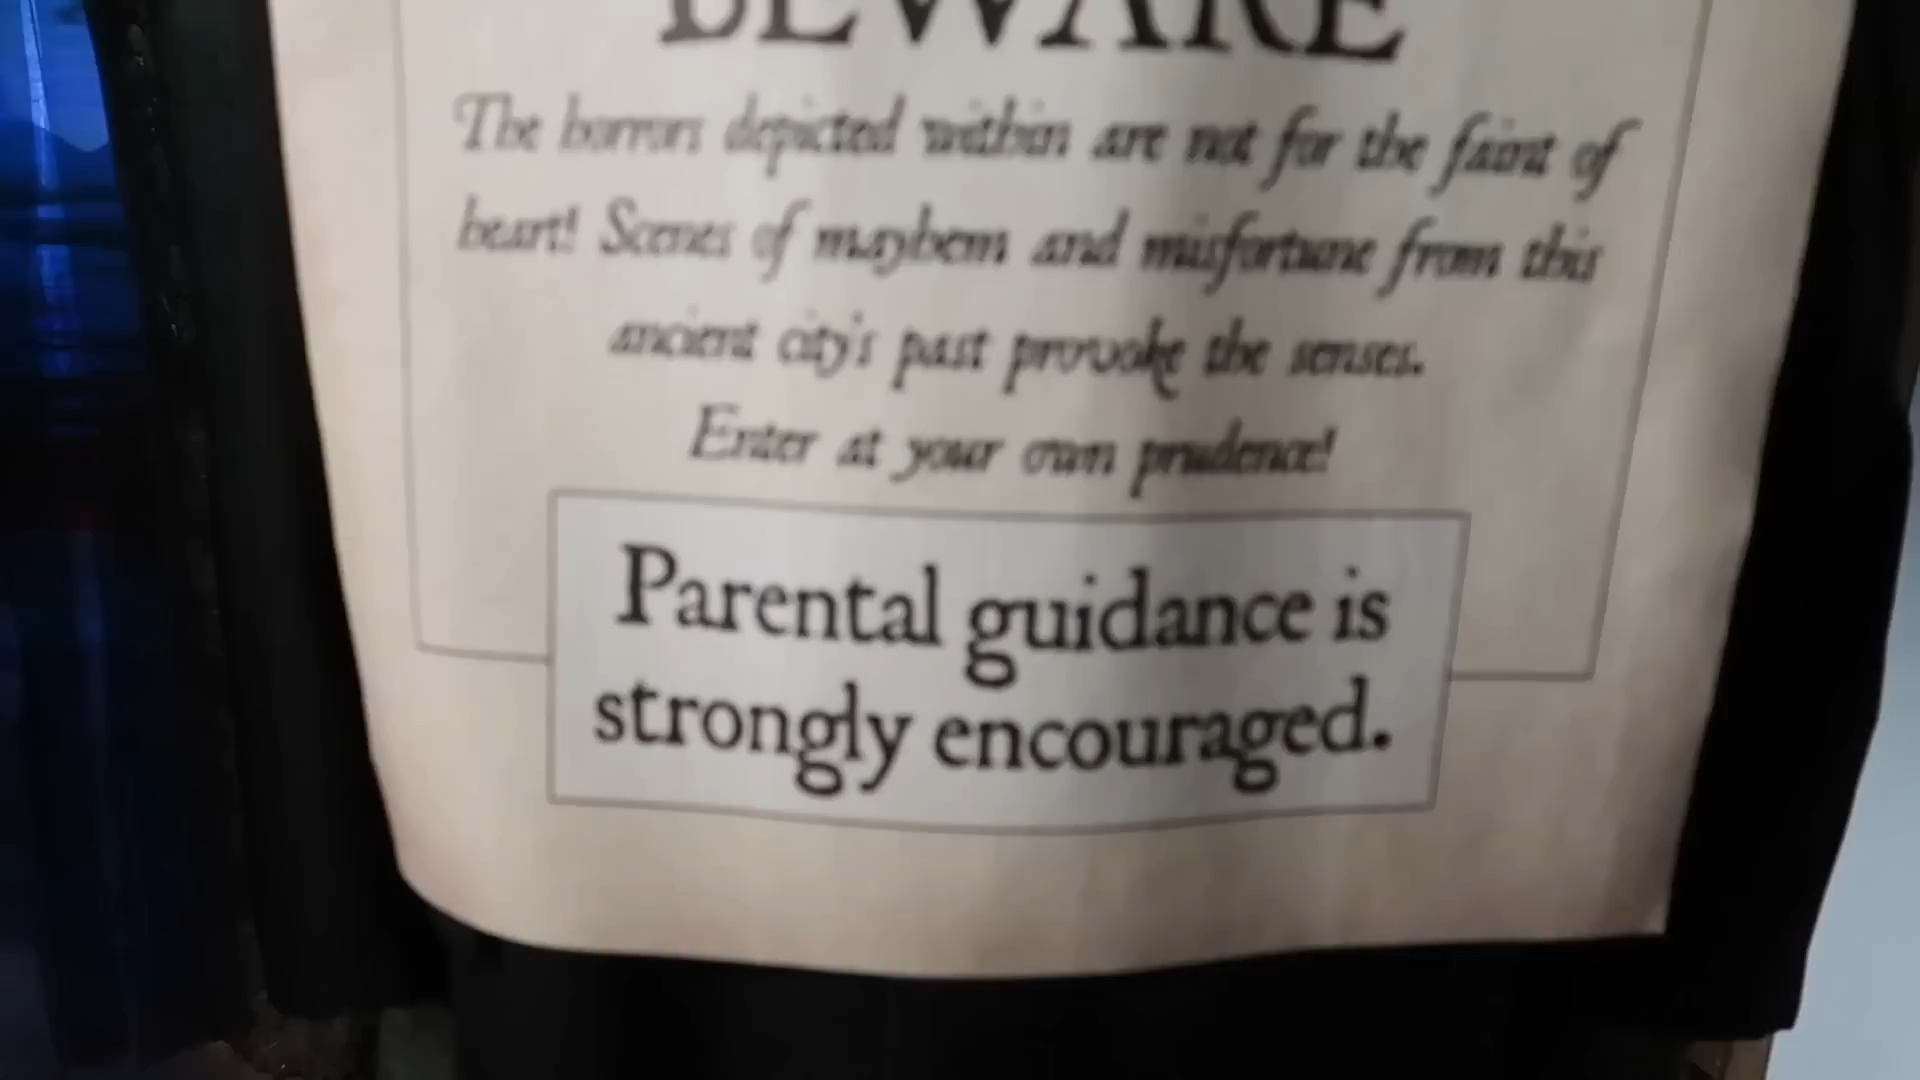 BEWARE
The horrors depicted within are not for the faint of
heart! Scenes of mayhem and misfortune from this
ancient city's past provoke the senses.
Enter at your own prudence!
Parental guidance is
strongly encouraged.